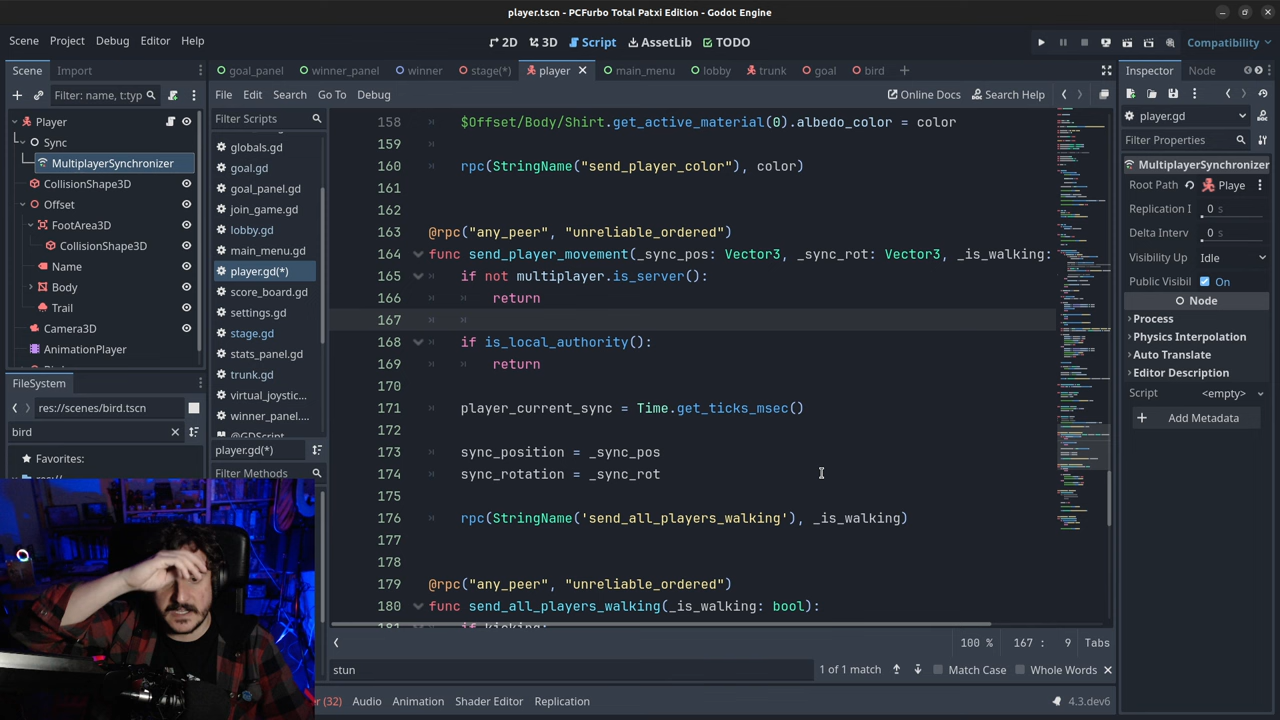 player.tscn - PCFurbo Total Patxi Edition - Godot Engine
Scene Project Debug Editor Help
2D 3D Script AssetLib TODO
Compatibility
Scene Import
goal_panel winner_panel winner stage(*) player main_menu lobby trunk goal bird
Inspector Node
Filter: name, t:typ
File Edit Search Go To Debug
Online Docs Search Help
Player
Sync
MultiplayerSynchronizer
CollisionShape3D
Offset
FootArea3D
CollisionShape3D
Name
Body
Trail
Camera3D
AnimationPlayer
FileSystem
res://scenes/bird.tscn
bird
Favorites:
Filter Scripts
globals.gd
goal.gd
goal_panel.gd
join_game.gd
lobby.gd
main_menu.gd
player.gd(*)
score_board.gd
settings.gd
stage.gd
stats_panel.gd
trunk.gd
virtual_joystic...
winner_panel....
@GDScript
player.gd(*)
Filter Methods
158 $Offset/Body/Shirt.get_active_material(0).albedo_color = color
159
160 rpc(StringName("send_player_color"), color)
161
162
163 @rpc("any_peer", "unreliable_ordered")
164 func send_player_movement(_sync_pos: Vector3, _sync_rot: Vector3, _is_walking:
165 if not multiplayer.is_server():
166 return
167
168 if is_local_authority():
169 return
170
171 player_current_sync = Time.get_ticks_msec()
172
173 sync_position = _sync_pos
174 sync_rotation = _sync_rot
175
176 rpc(StringName('send_all_players_walking'), _is_walking)
177
178
179 @rpc("any_peer", "unreliable_ordered")
180 func send_all_players_walking(_is_walking: bool):
181 if kicking:
100 % 167 : 9 Tabs
stun
1 of 1 match Match Case Whole Words
(32) Audio Animation Shader Editor Replication
4.3.dev6
player.gd
Filter Properties
MultiplayerSynchronizer
Root Path Playe
Replication I 0 s
Delta Interv 0 s
Visibility Up Idle
Public Visibil On
Node
Process
Physics Interpolation
Auto Translate
Editor Description
Script <empty>
Add Metadata